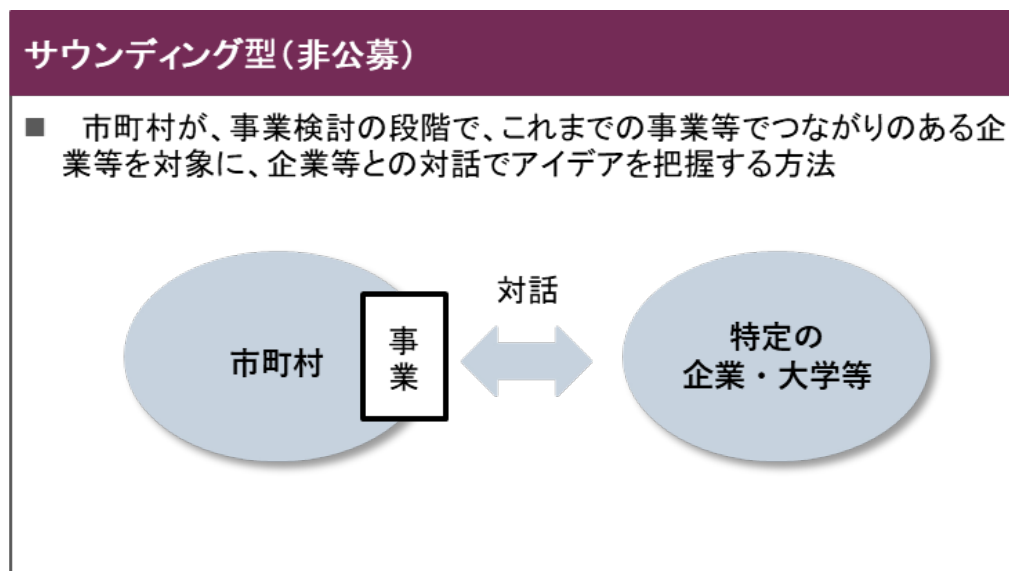 サウンディング型(非公募)
■ 市町村が、事業検討の段階で、これまでの事業等でつながりのある企
業等を対象に、企業等との対話でアイデアを把握する方法
対話
市町村
事
業
特定の
企業・大学等